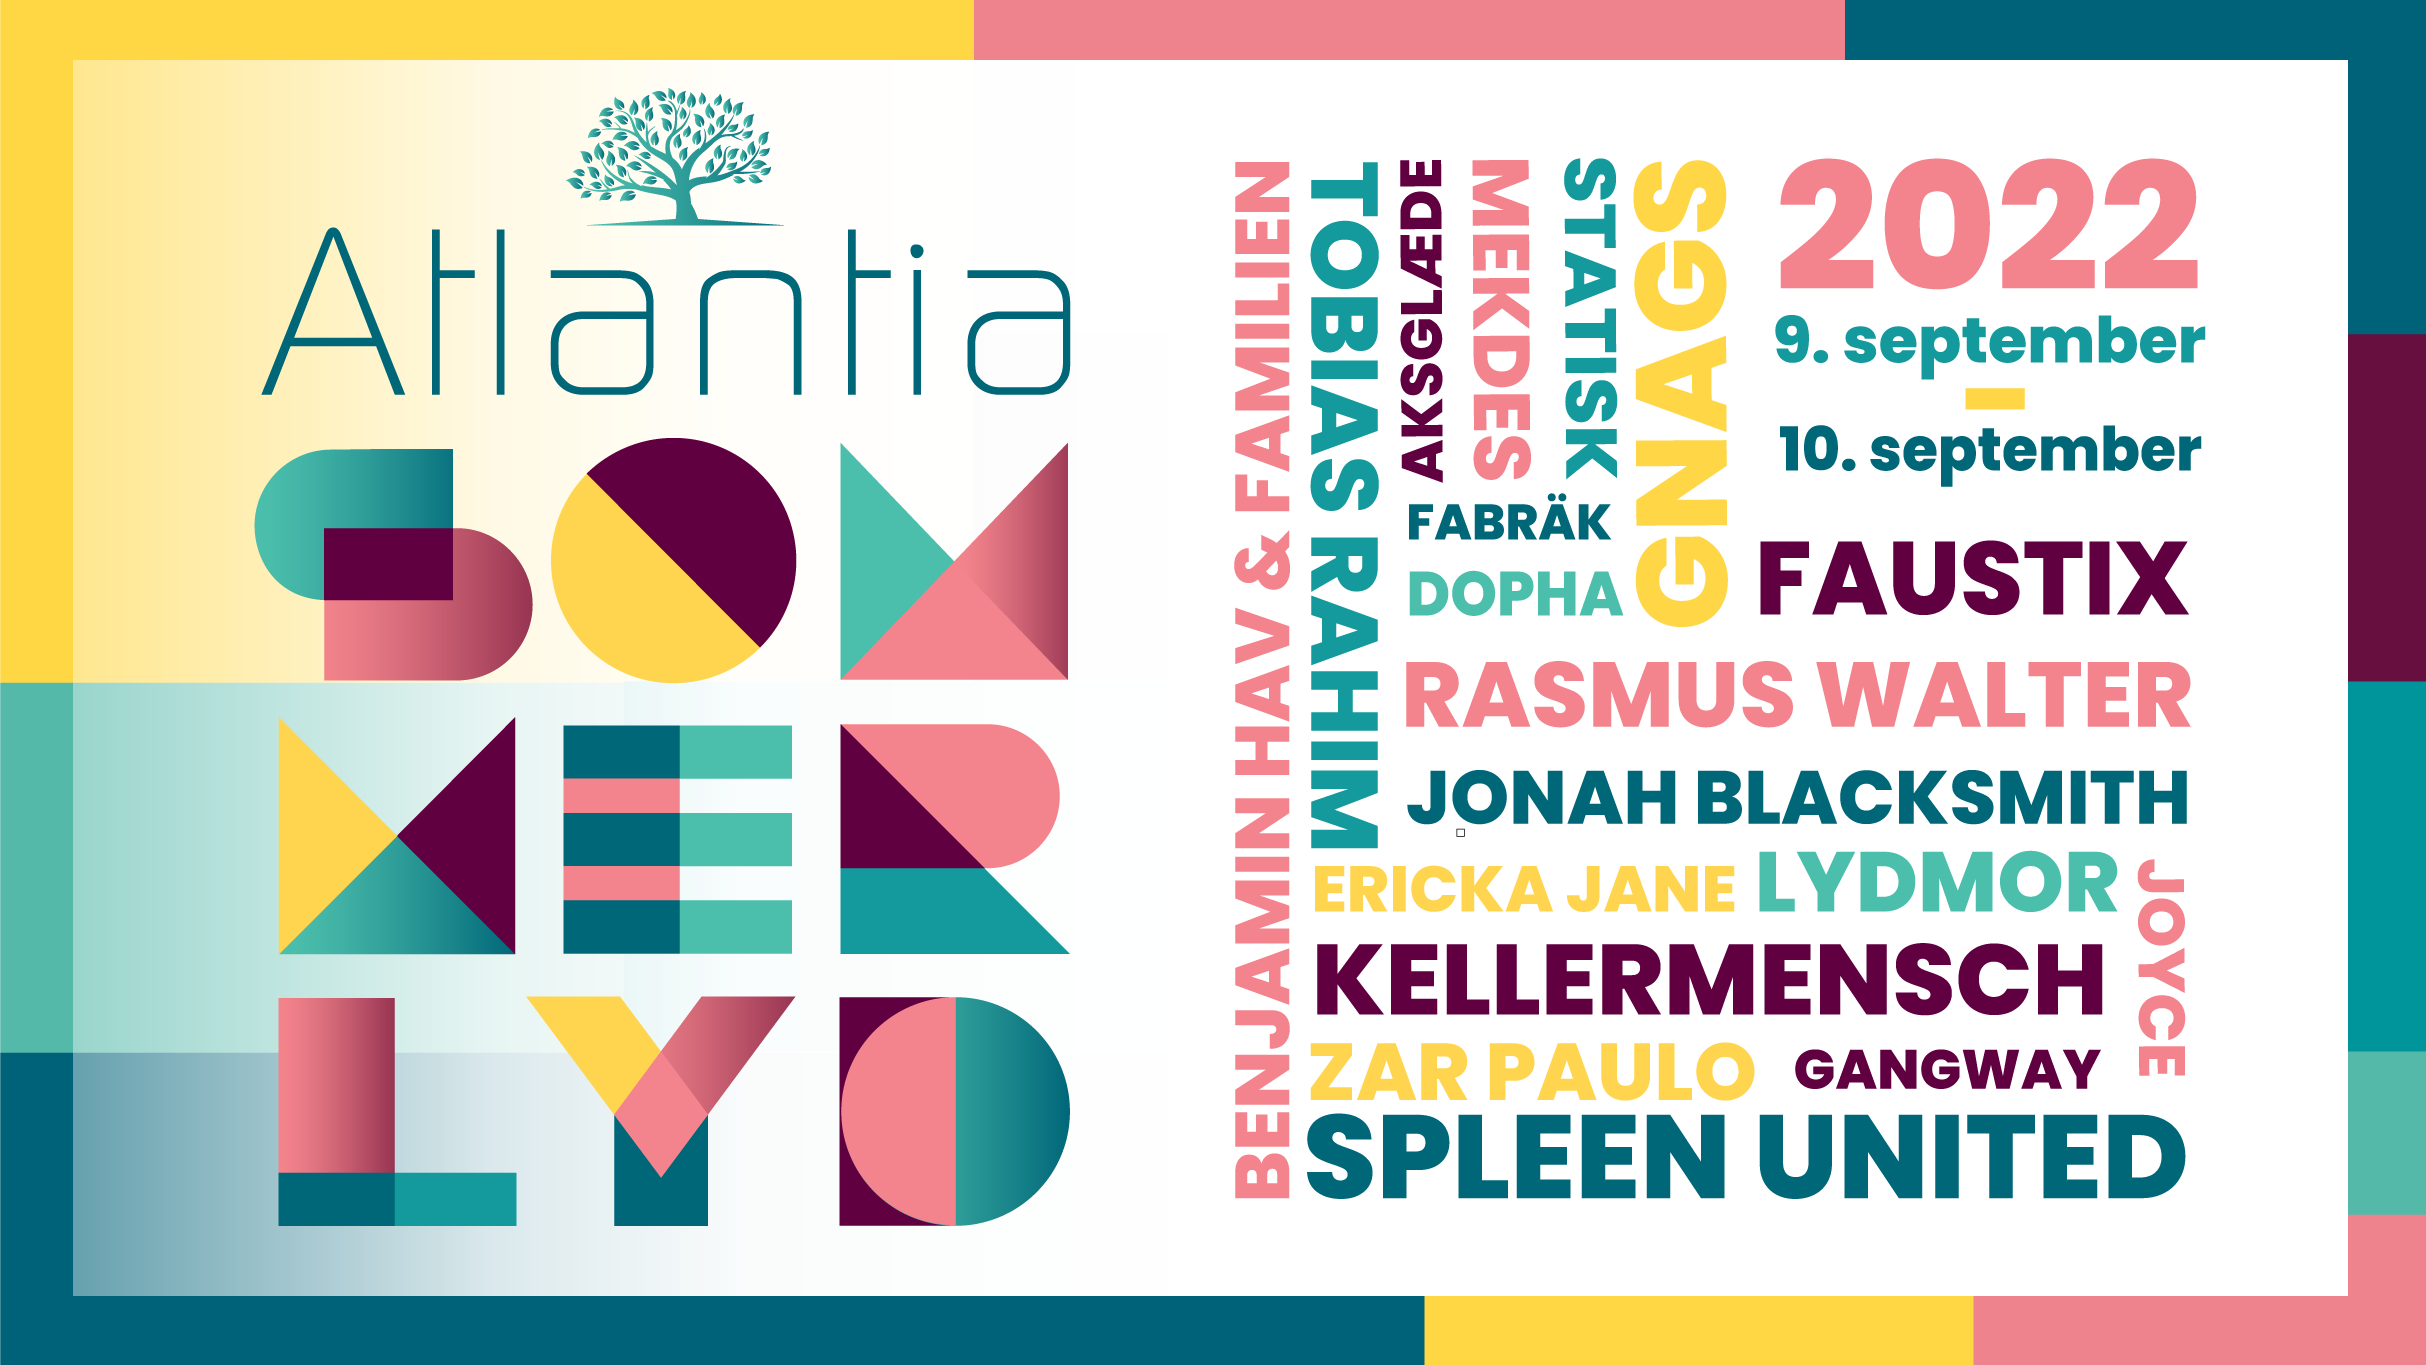 Atlantia
SOM
MER
LYD
BENJAMIN HAV & FAMILIEN
TOBIAS RAHIM
AKSGLÆDE
MEKDES
STATISK
GNAGS
2022
9. september
-
10. september
FABRÄK
DOPHA
FAUSTIX
RASMUS WALTER
JONAH BLACKSMITH
ERICKA JANE LYDMOR
JOYCE
KELLERMENSCH
ZAR PAULO GANGWAY
SPLEEN UNITED